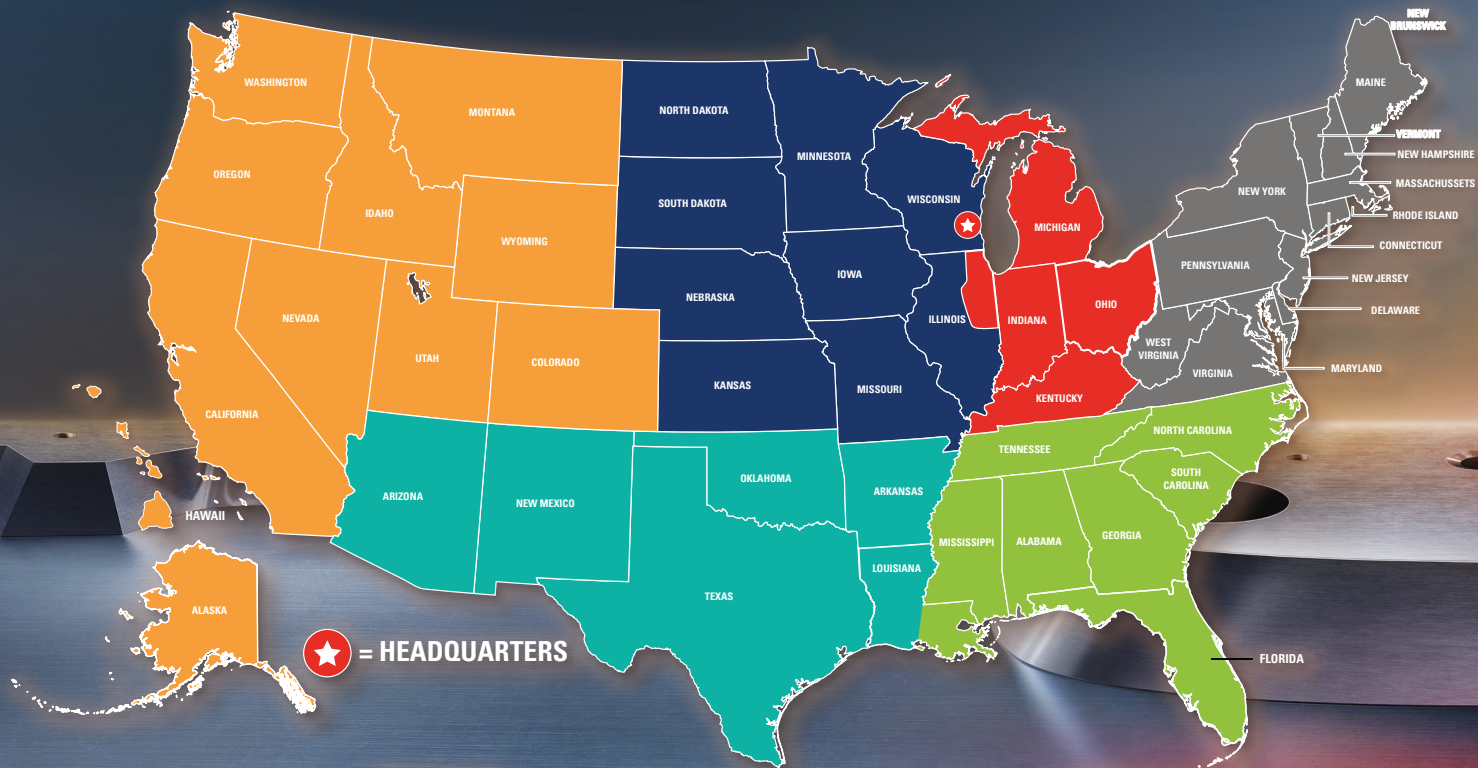 NEW
BRUNSWICK
MAINE
WASHINGTON
MONTANA
NORTH DAKOTA
MINNESOTA
VERMONT
NEW HAMPSHIRE
OREGON
IDAHO
SOUTH DAKOTA
WISCONSIN
MICHIGAN
NEW YORK
MASSACHUSSETS
RHODE ISLAND
WYOMING
CONNECTICUT
PENNSYLVANIA
NEBRASKA
IOWA
NEW JERSEY
NEVADA
ILLINOIS
INDIANA
OHIO
DELAWARE
UTAH
COLORADO
WEST
VIRGINIA
VIRGINIA
MARYLAND
CALIFORNIA
KANSAS
MISSOURI
KENTUCKY
NORTH CAROLINA
TENNESSEE
SOUTH
CAROLINA
ARIZONA
NEW MEXICO
OKLAHOMA
ARKANSAS
HAWAII
MISSISSIPPI
ALABAMA
GEORGIA
LOUISIANA
TEXAS
ALASKA
= HEADQUARTERS
FLORIDA